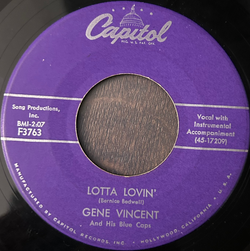 Capitol
Song Productions,
Inc.
BMI-2:07
F3763
Vocal with
Instrumental
Accompaniment
(45-17209)
LOTTA LOVIN'
(Bernice Bedwell)
GENE VINCENT
And His Blue Caps
MANUFACTURED BY CAPITOL RECORDS, INC. • HOLLYWOOD, CALIFORNIA